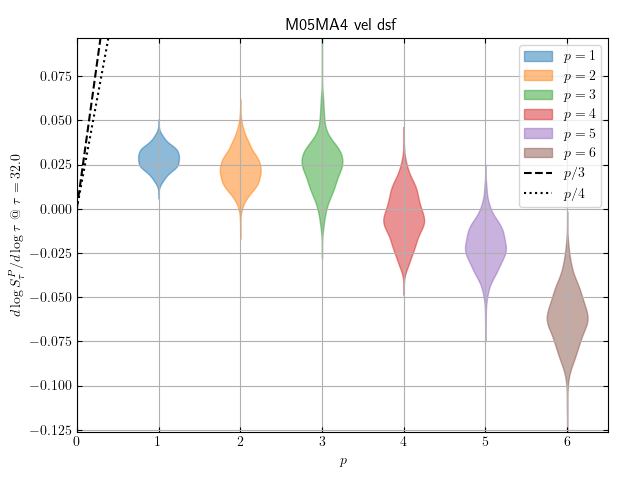 M05MA4 vel dsf
d log S_τ^P / d log τ @ τ = 32.0
0.075
0.050
0.025
0.000
−0.025
−0.050
−0.075
−0.100
−0.125
0 1 2 3 4 5 6
p
p = 1
p = 2
p = 3
p = 4
p = 5
p = 6
p/3
p/4